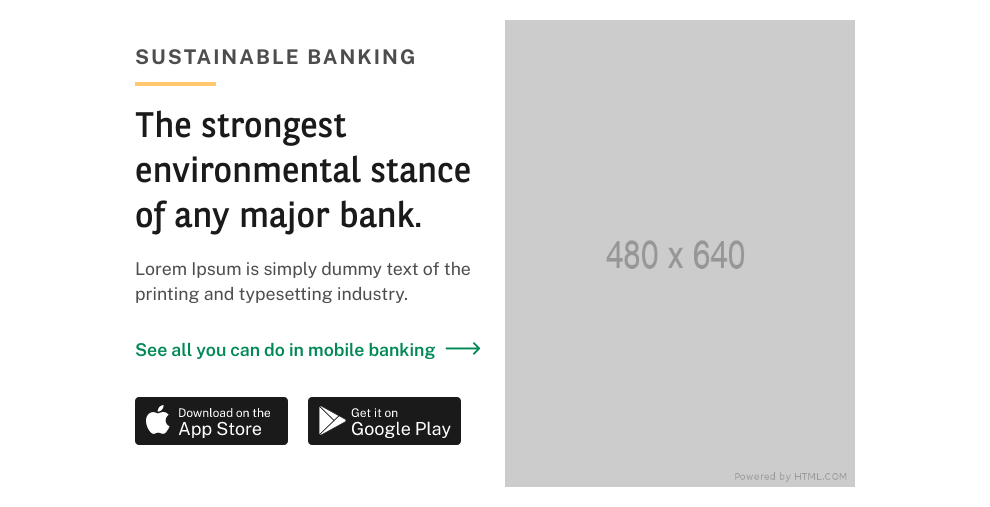 SUSTAINABLE BANKING
The strongest
environmental stance
of any major bank.
Lorem Ipsum is simply dummy text of the
printing and typesetting industry.
See all you can do in mobile banking
Download on the
App Store
Get it on
Google Play
480 x 640
Powered by HTML.COM